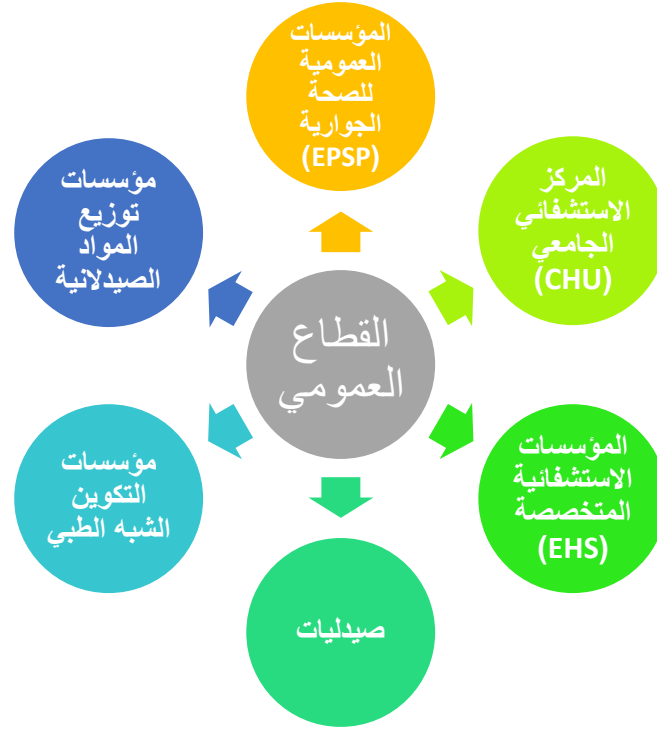 المؤسسات
العمومية
للصحة
الجوارية
(EPSP)
المركز
الاستشفائي
الجامعي
(CHU)
مؤسسات
توزيع
المواد
الصيدلانية
القطاع
العمومي
المؤسسات
الاستشفائية
المتخصصة
(EHS)
مؤسسات
التكوين
الشبه الطبي
صيدليات